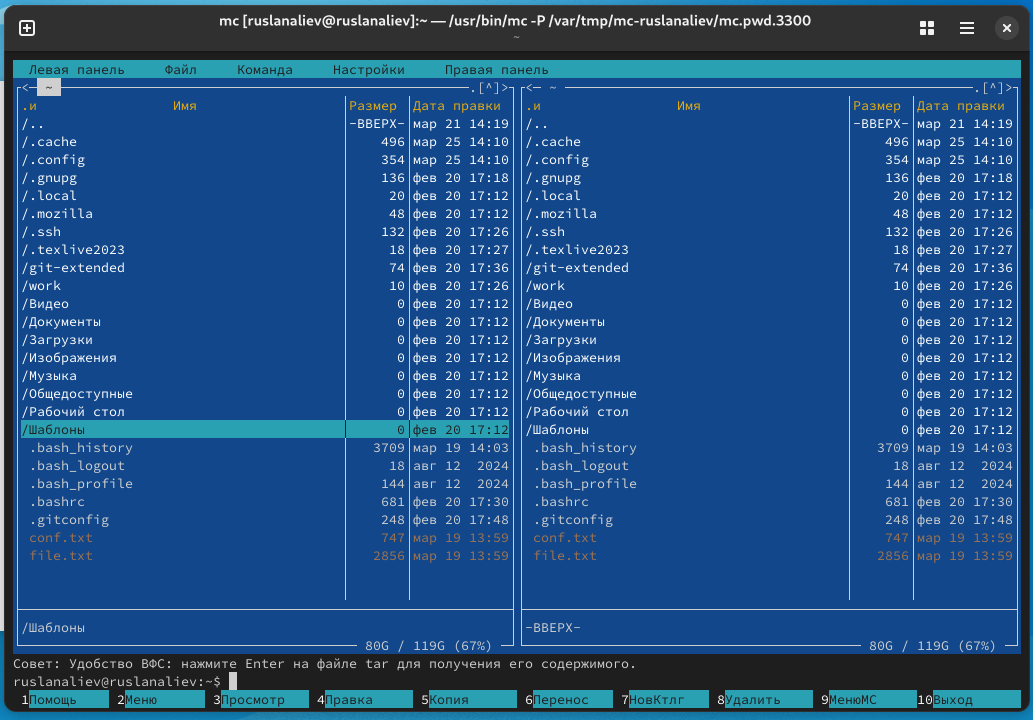 mc [ruslanaliev@ruslanaliev]:~ — /usr/bin/mc -P /var/tmp/mc-ruslanaliev/mc.pwd.3300
~
Левая панель Файл Команда Настройки Правая панель
<─ ~ ─.[^]> <─ ~ ─.[^]>
.и Имя Размер Дата правки .и Имя Размер Дата правки
/.. -ВВЕРХ- мар 21 14:19 /.. -ВВЕРХ- мар 21 14:19
/.cache 496 мар 25 14:10 /.cache 496 мар 25 14:10
/.config 354 мар 25 14:10 /.config 354 мар 25 14:10
/.gnupg 136 фев 20 17:18 /.gnupg 136 фев 20 17:18
/.local 20 фев 20 17:12 /.local 20 фев 20 17:12
/.mozilla 48 фев 20 17:12 /.mozilla 48 фев 20 17:12
/.ssh 132 фев 20 17:26 /.ssh 132 фев 20 17:26
/.texlive2023 18 фев 20 17:27 /.texlive2023 18 фев 20 17:27
/git-extended 74 фев 20 17:36 /git-extended 74 фев 20 17:36
/work 10 фев 20 17:26 /work 10 фев 20 17:26
/Видео 0 фев 20 17:12 /Видео 0 фев 20 17:12
/Документы 0 фев 20 17:12 /Документы 0 фев 20 17:12
/Загрузки 0 фев 20 17:12 /Загрузки 0 фев 20 17:12
/Изображения 0 фев 20 17:12 /Изображения 0 фев 20 17:12
/Музыка 0 фев 20 17:12 /Музыка 0 фев 20 17:12
/Общедоступные 0 фев 20 17:12 /Общедоступные 0 фев 20 17:12
/Рабочий стол 0 фев 20 17:12 /Рабочий стол 0 фев 20 17:12
/Шаблоны 0 фев 20 17:12 /Шаблоны 0 фев 20 17:12
.bash_history 3709 мар 19 14:03 .bash_history 3709 мар 19 14:03
.bash_logout 18 авг 12 2024 .bash_logout 18 авг 12 2024
.bash_profile 144 авг 12 2024 .bash_profile 144 авг 12 2024
.bashrc 681 фев 20 17:30 .bashrc 681 фев 20 17:30
.gitconfig 248 фев 20 17:48 .gitconfig 248 фев 20 17:48
conf.txt 747 мар 19 13:59 conf.txt 747 мар 19 13:59
file.txt 2856 мар 19 13:59 file.txt 2856 мар 19 13:59
/Шаблоны -ВВЕРХ-
80G / 119G (67%) 80G / 119G (67%)
Совет: Удобство ВФС: нажмите Enter на файле tar для получения его содержимого.
ruslanaliev@ruslanaliev:~$
1Помощь 2Меню 3Просмотр 4Правка 5Копия 6Перенос 7НовКтлг 8Удалить 9МенюMC 10Выход